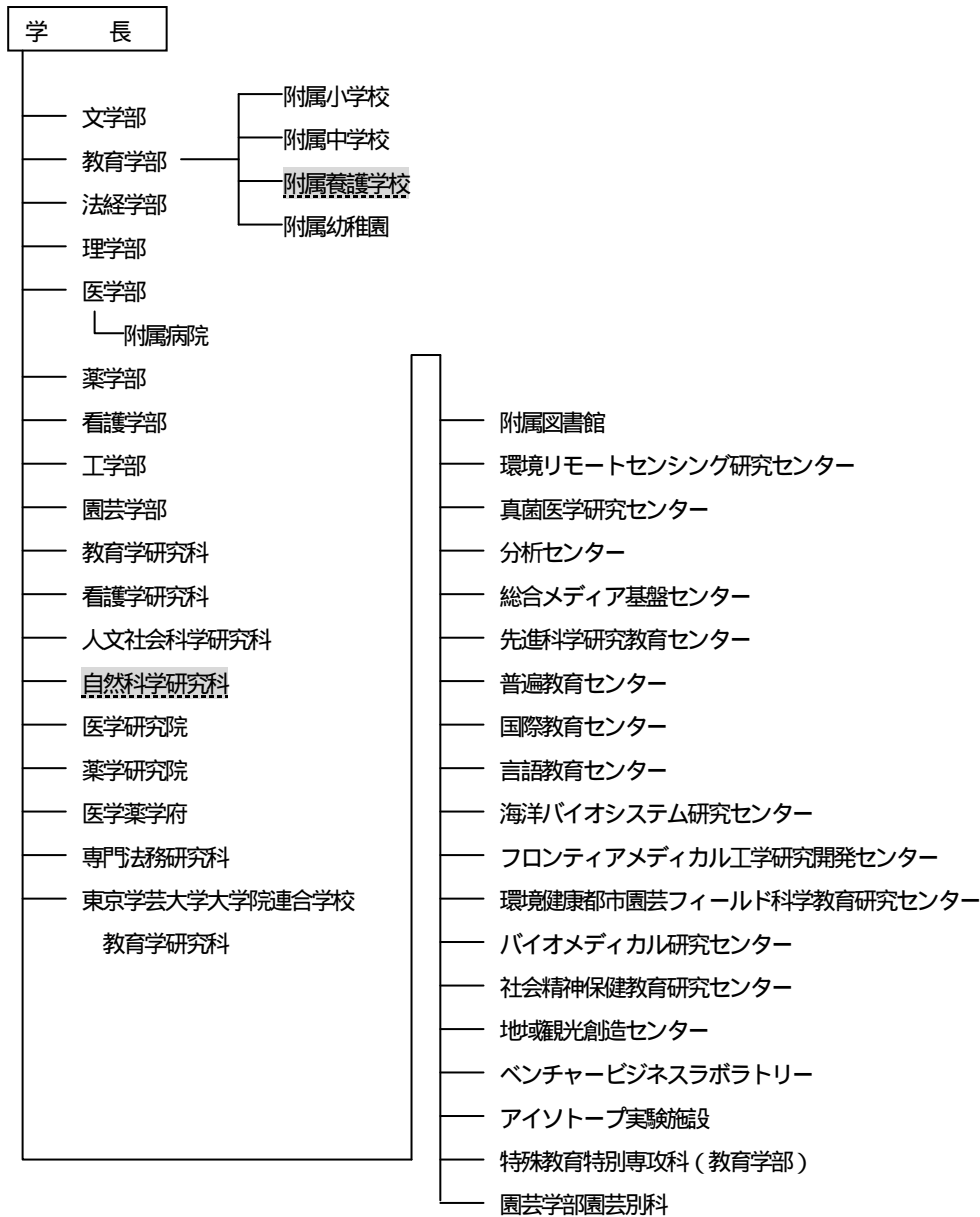 学 長
文学部
教育学部
附属小学校
附属中学校
附属養護学校
附属幼稚園
法経学部
理学部
医学部
附属病院
薬学部
看護学部
工学部
園芸学部
教育学研究科
看護学研究科
人文社会科学研究科
自然科学研究科
医学研究院
薬学研究院
医学薬学府
専門法務研究科
東京学芸大学大学院連合学校
教育学研究科
附属図書館
環境リモートセンシング研究センター
真菌医学研究センター
分析センター
総合メディア基盤センター
先進科学研究教育センター
普遍教育センター
国際教育センター
言語教育センター
海洋バイオシステム研究センター
フロンティアメディカル工学研究開発センター
環境健康都市園芸フィールド科学教育研究センター
バイオメディカル研究センター
社会精神保健教育研究センター
地域観光創造センター
ベンチャービジネスラボラトリー
アイソトープ実験施設
特殊教育特別専攻科(教育学部)
園芸学部園芸別科